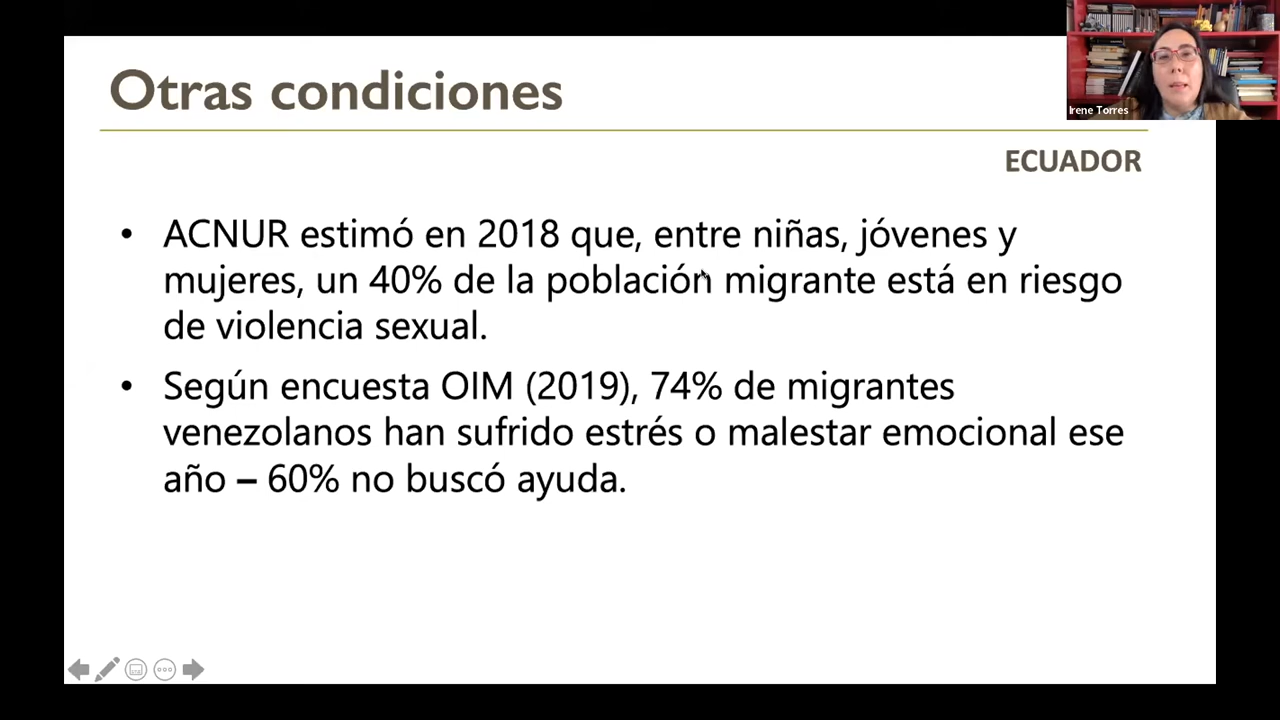 Otras condiciones
Irene Torres
ECUADOR
• ACNUR estimó en 2018 que, entre niñas, jóvenes y
mujeres, un 40% de la población migrante está en riesgo
de violencia sexual.
• Según encuesta OIM (2019), 74% de migrantes
venezolanos han sufrido estrés o malestar emocional ese
año – 60% no buscó ayuda.